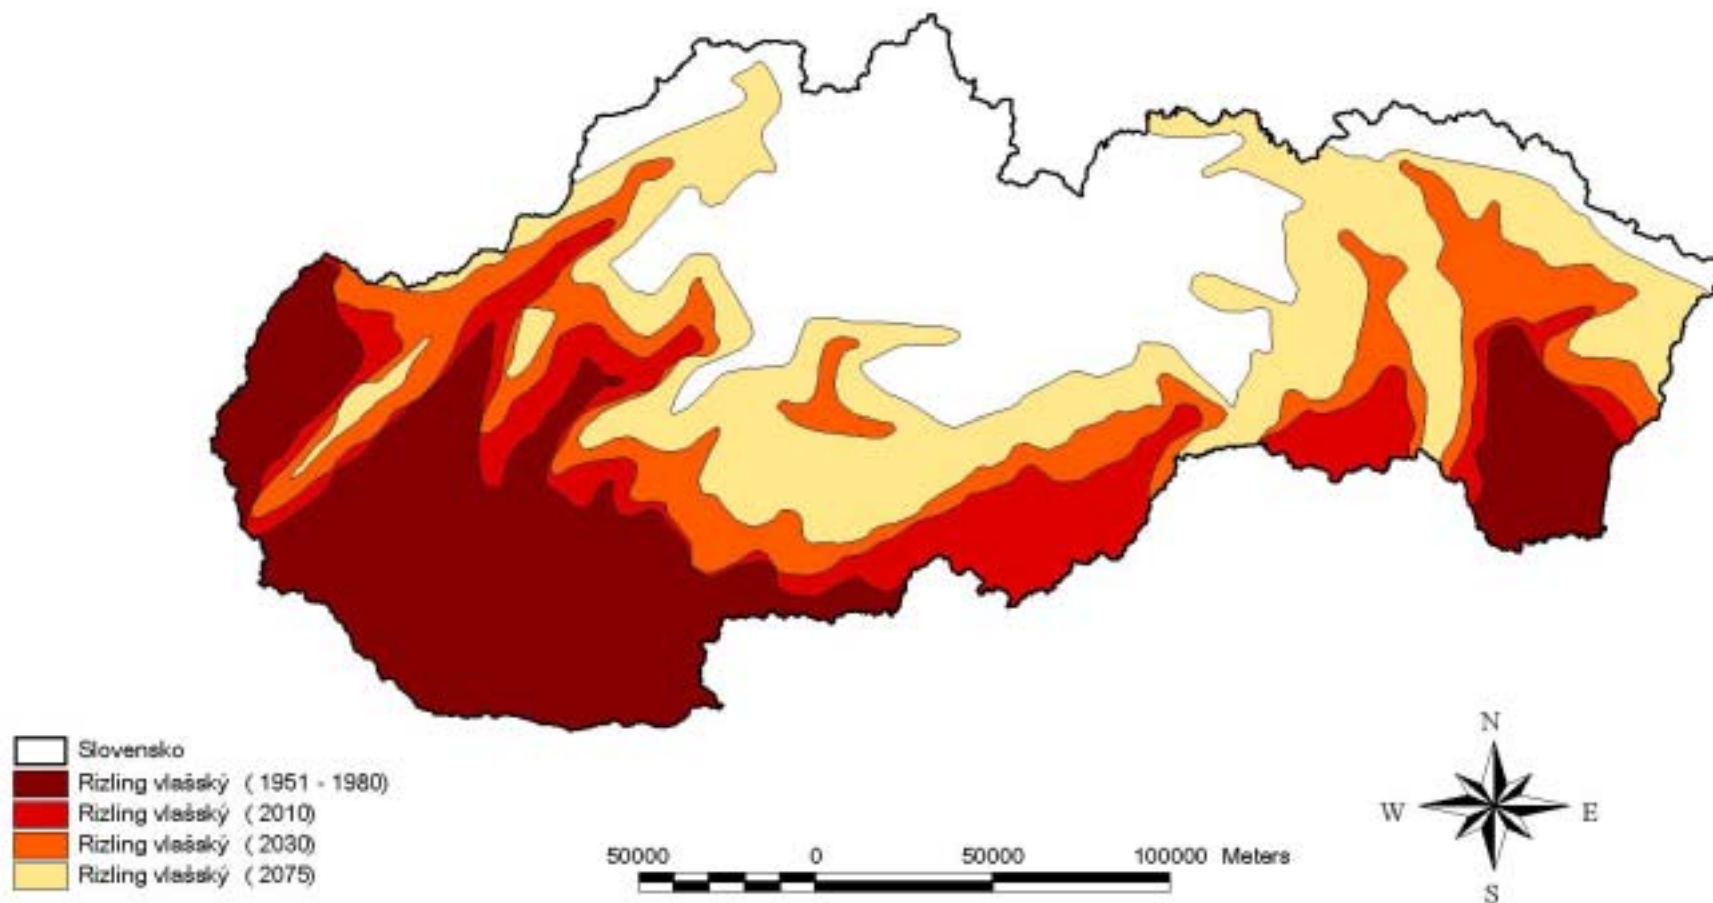 Slovensko
Rizling vlašský ( 1951 - 1980)
Rizling vlašský ( 2010)
Rizling vlašský ( 2030)
Rizling vlašský ( 2075)
50000 0 50000 100000 Meters
N
W E
S